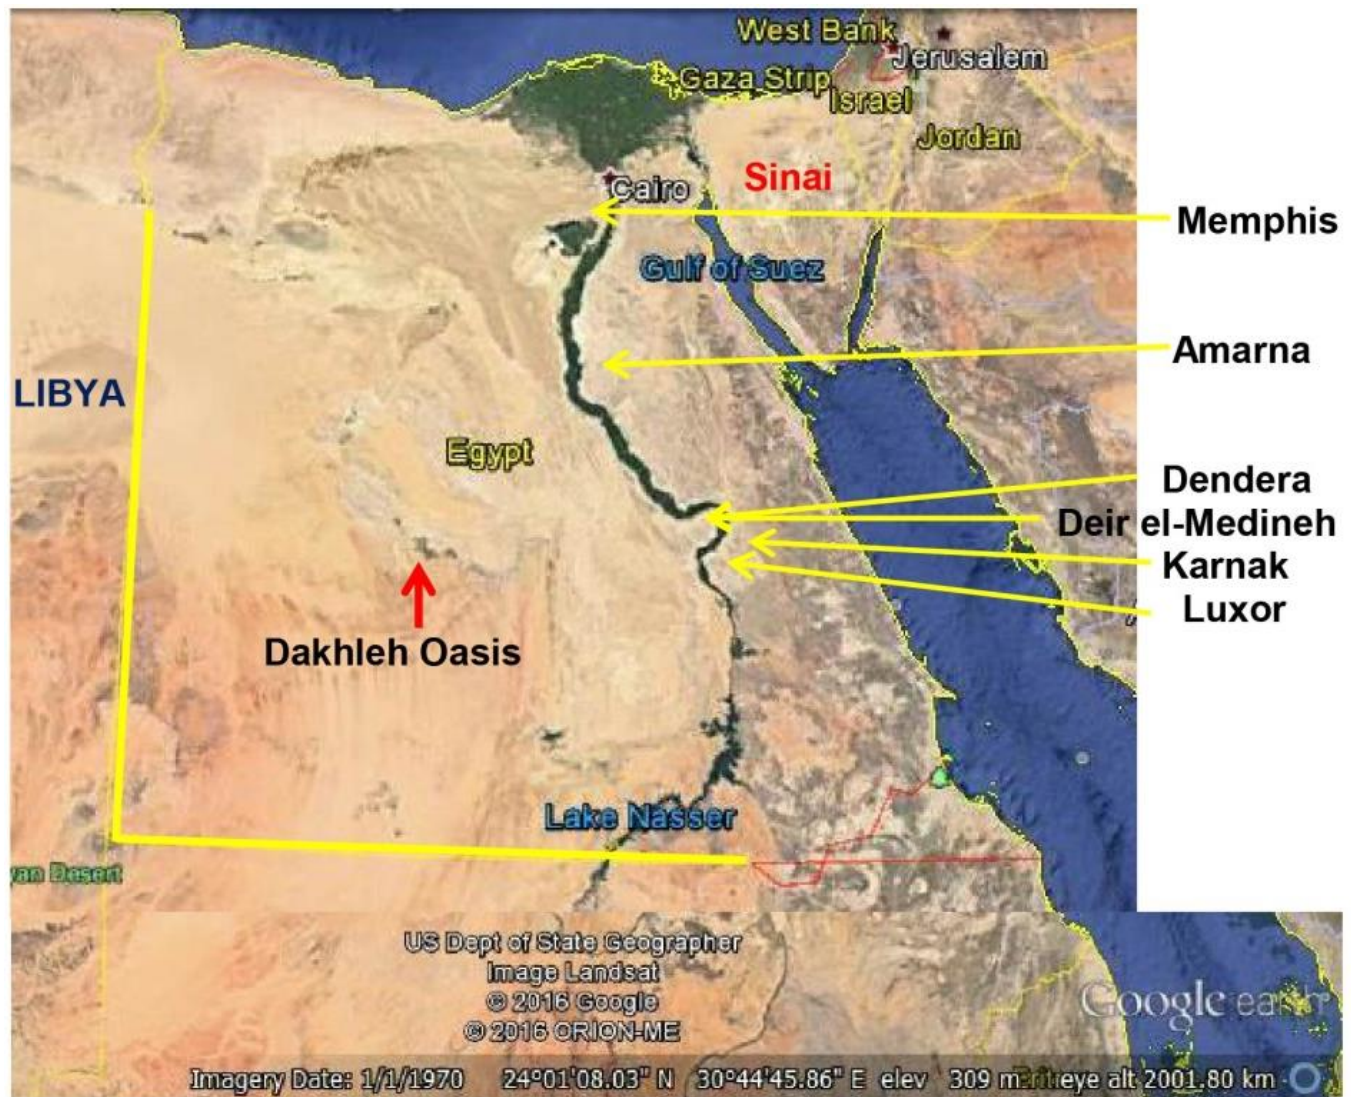 West Bank
Jerusalem
Gaza Strip
Israel
Jordan
Cairo
Sinai
Memphis
Gulf of Suez
Amarna
LIBYA
Egypt
Dendera
Deir el-Medineh
Karnak
Luxor
Dakhleh Oasis
Lake Nasser
yan Desert
US Dept of State Geographer
Image Landsat
© 2016 Google
© 2016 ORION-ME
Google earth
Imagery Date: 1/1/1970 24°01'08.03" N 30°44'45.86" E elev 309 m eye alt 2001.80 km